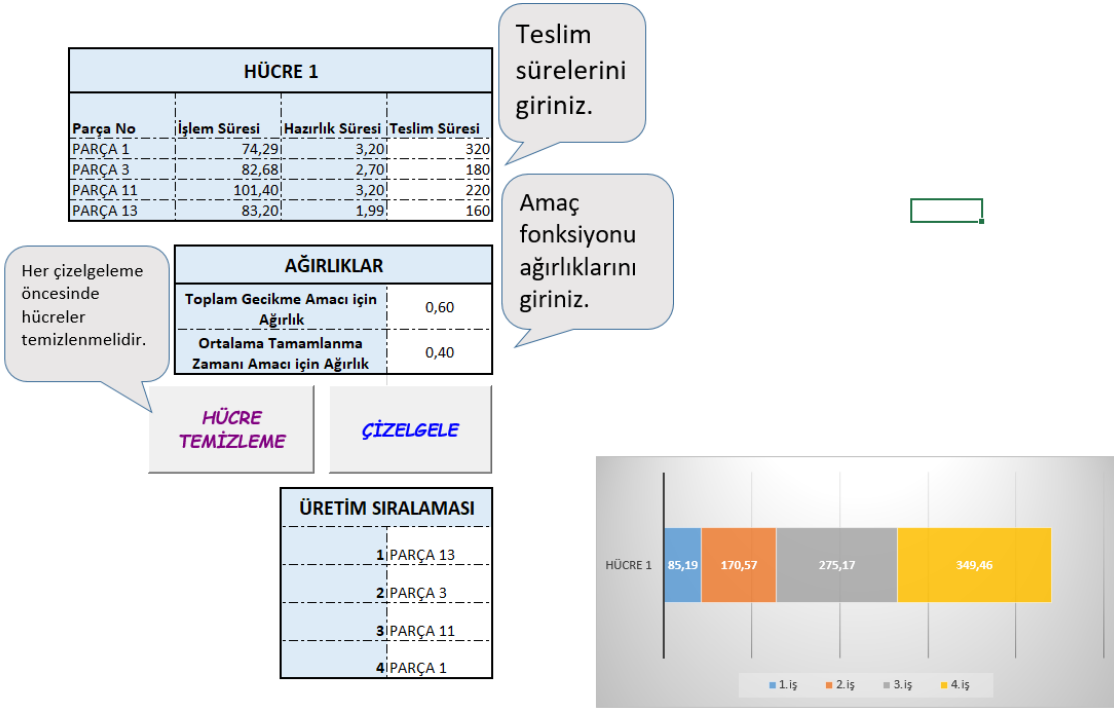 Teslim
sürelerini
giriniz.
HÜCRE 1
Parça No İşlem Süresi Hazırlık Süresi Teslim Süresi
PARÇA 1 74,29 3,20 320
PARÇA 3 82,68 2,70 180
PARÇA 11 101,40 3,20 220
PARÇA 13 83,20 1,99 160
Amaç
fonksiyonu
ağırlıklarını
giriniz.
Her çizelgeleme
öncesinde
hücreler
temizlenmelidir.
AĞIRLIKLAR
Toplam Gecikme Amacı için
Ağırlık
0,60
Ortalama Tamamlanma
Zamanı Amacı için Ağırlık
0,40
HÜCRE
TEMİZLEME
ÇİZELGELE
ÜRETİM SIRALAMASI
1 PARÇA 13
2 PARÇA 3
3 PARÇA 11
4 PARÇA 1
HÜCRE 1 85,19 170,57 275,17 349,46
1.iş 2.iş 3.iş 4.iş